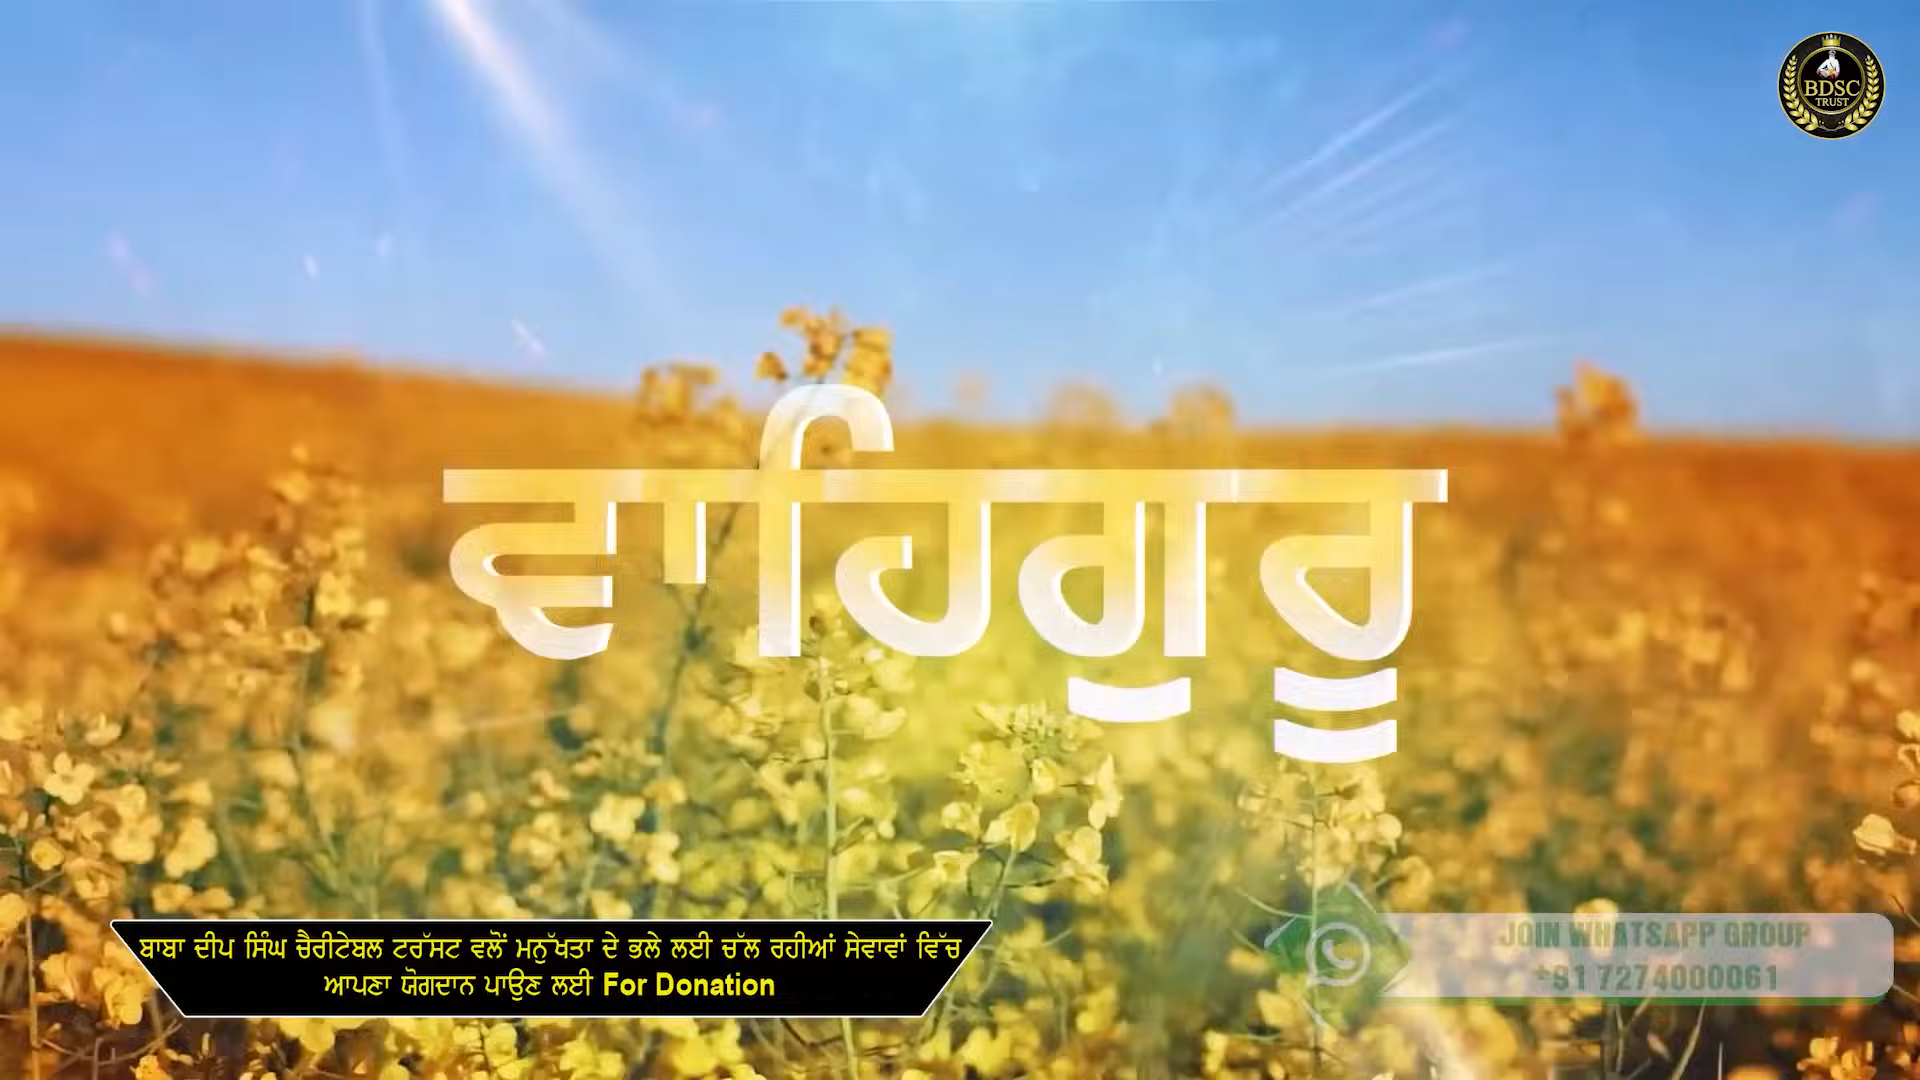 BDSC
TRUST
ਵਾਹਿਗੁਰੂ
ਬਾਬਾ ਦੀਪ ਸਿੰਘ ਚੈਰੀਟੇਬਲ ਟਰੱਸਟ ਵਲੋਂ ਮਨੁੱਖਤਾ ਦੇ ਭਲੇ ਲਈ ਚੱਲ ਰਹੀਆਂ ਸੇਵਾਵਾਂ ਵਿੱਚ
ਆਪਣਾ ਯੋਗਦਾਨ ਪਾਉਣ ਲਈ For Donation
JOIN WHATSAPP GROUP
+91 7274000061